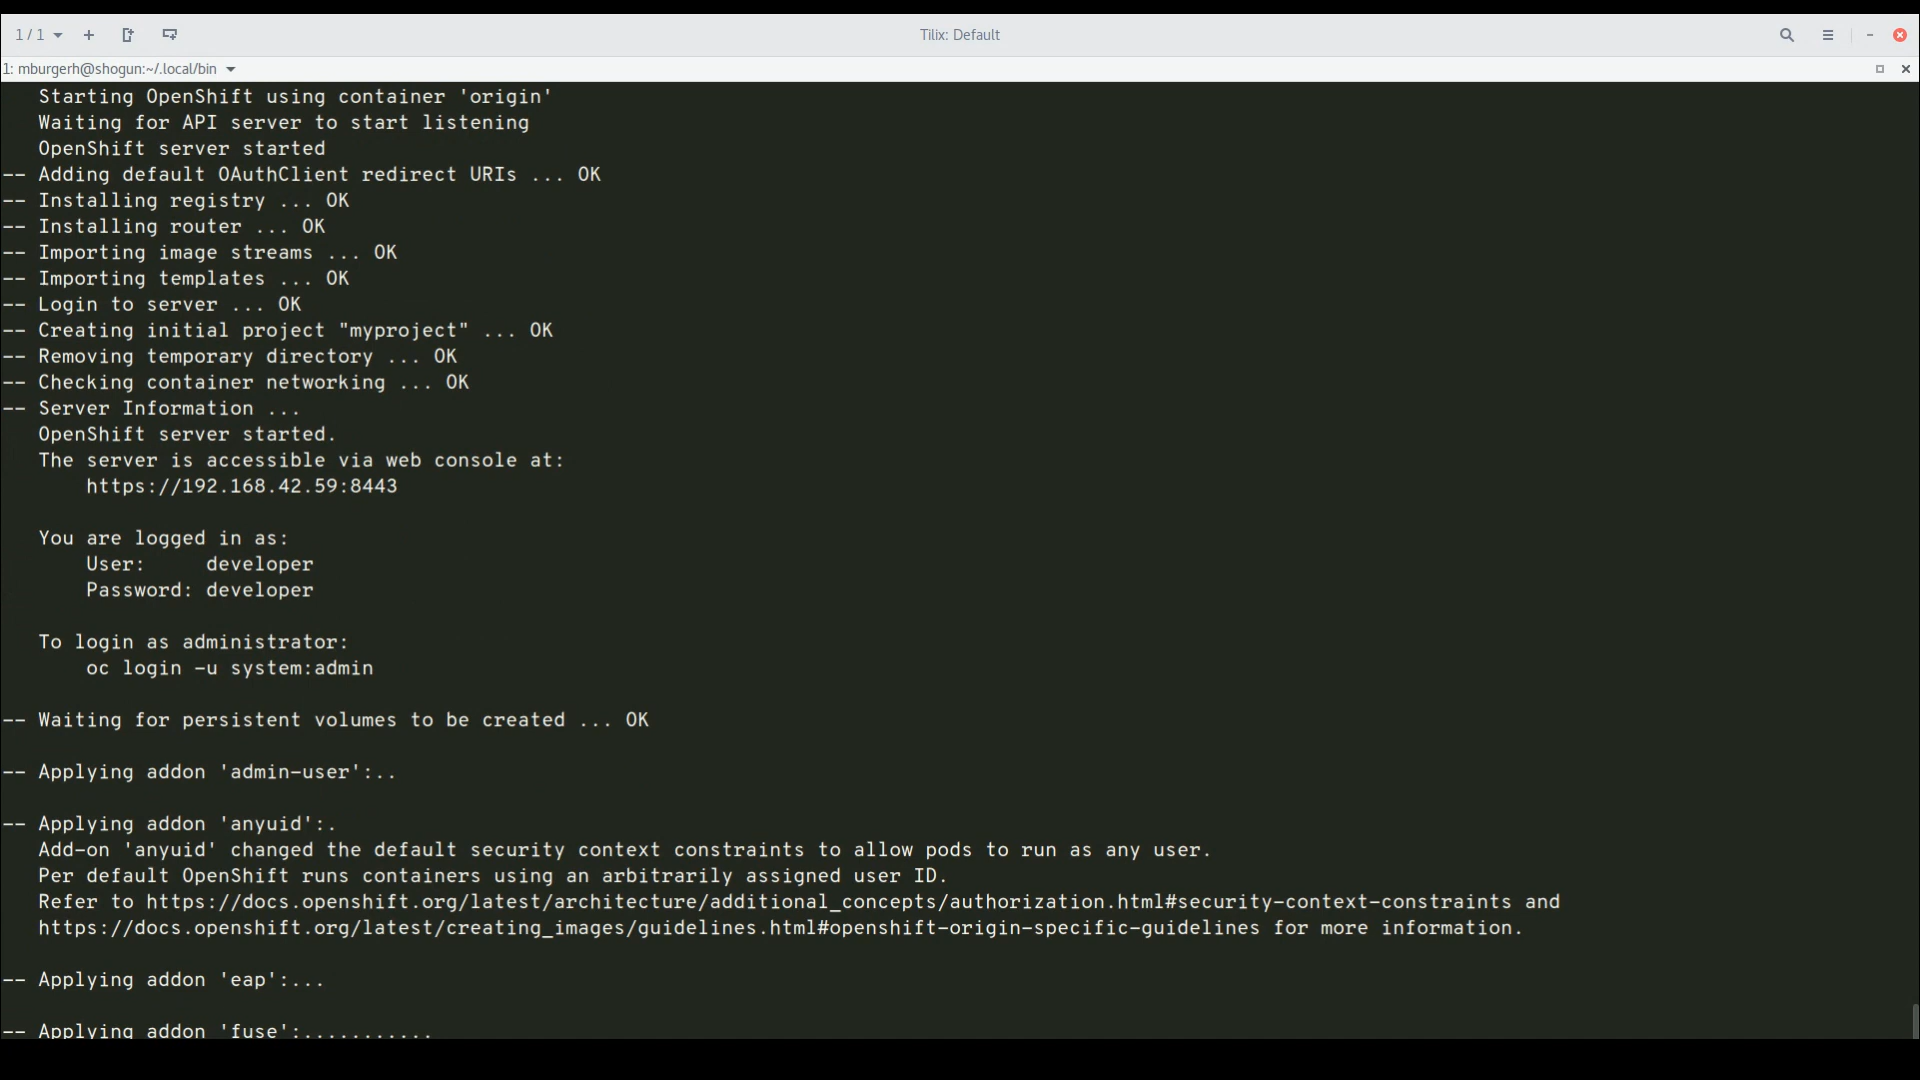 1 / 1
Tilix: Default
1: mburgerh@shogun:~/.local/bin
   Starting OpenShift using container 'origin'
   Waiting for API server to start listening
   OpenShift server started
-- Adding default OAuthClient redirect URIs ... OK
-- Installing registry ... OK
-- Installing router ... OK
-- Importing image streams ... OK
-- Importing templates ... OK
-- Login to server ... OK
-- Creating initial project "myproject" ... OK
-- Removing temporary directory ... OK
-- Checking container networking ... OK
-- Server Information ...
   OpenShift server started.
   The server is accessible via web console at:
       https://192.168.42.59:8443
   You are logged in as:
       User:     developer
       Password: developer
   To login as administrator:
       oc login -u system:admin
-- Waiting for persistent volumes to be created ... OK
-- Applying addon 'admin-user':..
-- Applying addon 'anyuid':.
   Add-on 'anyuid' changed the default security context constraints to allow pods to run as any user.
   Per default OpenShift runs containers using an arbitrarily assigned user ID.
   Refer to https://docs.openshift.org/latest/architecture/additional_concepts/authorization.html#security-context-constraints and
   https://docs.openshift.org/latest/creating_images/guidelines.html#openshift-origin-specific-guidelines for more information.
-- Applying addon 'eap':...
-- Applying addon 'fuse':...........